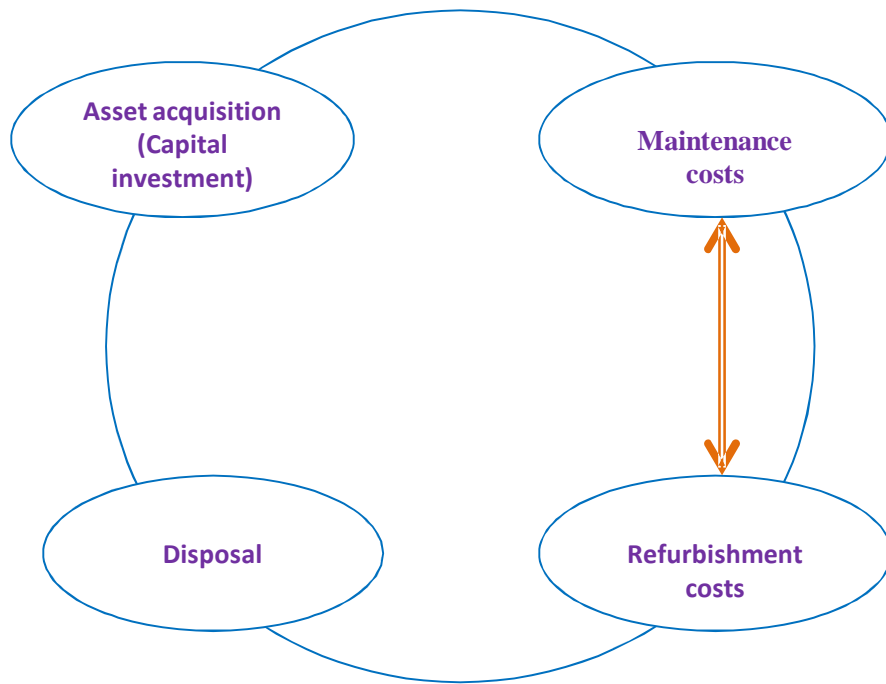 Asset acquisition
(Capital
investment)
Maintenance
costs
Disposal
Refurbishment
costs